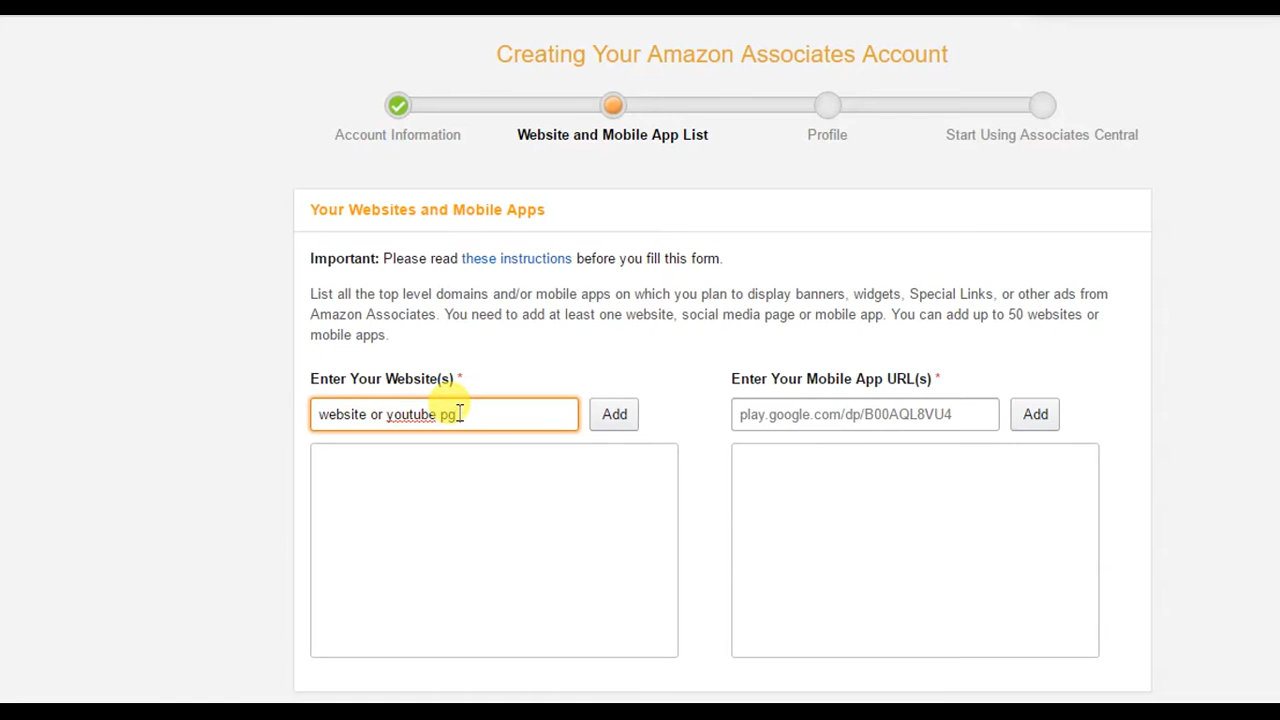 Creating Your Amazon Associates Account
Account Information
Website and Mobile App List
Profile
Start Using Associates Central
Your Websites and Mobile Apps
Important: Please read these instructions before you fill this form.
List all the top level domains and/or mobile apps on which you plan to display banners, widgets, Special Links, or other ads from
Amazon Associates. You need to add at least one website, social media page or mobile app. You can add up to 50 websites or
mobile apps.
Enter Your Website(s) *
website or youtube pg
Add
Enter Your Mobile App URL(s) *
play.google.com/dp/B00AQL8VU4
Add